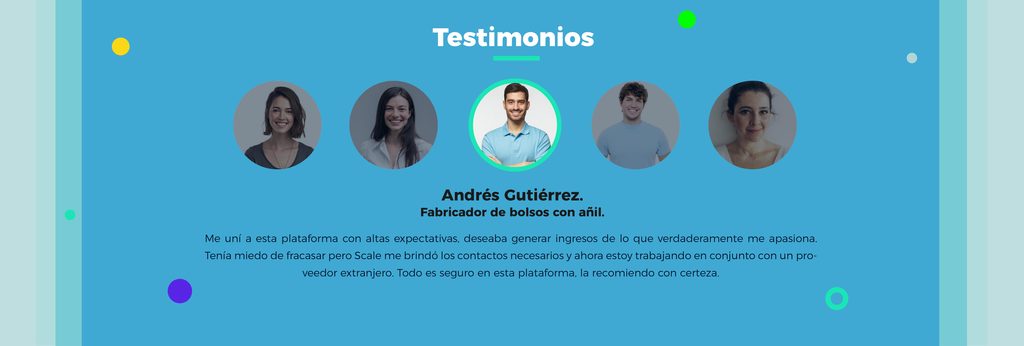 Testimonios
Andrés Gutiérrez.
Fabricador de bolsos con añil.
Me uní a esta plataforma con altas expectativas, deseaba generar ingresos de lo que verdaderamente me apasiona.
Tenía miedo de fracasar pero Scale me brindó los contactos necesarios y ahora estoy trabajando en conjunto con un pro-
veedor extranjero. Todo es seguro en esta plataforma, la recomiendo con certeza.